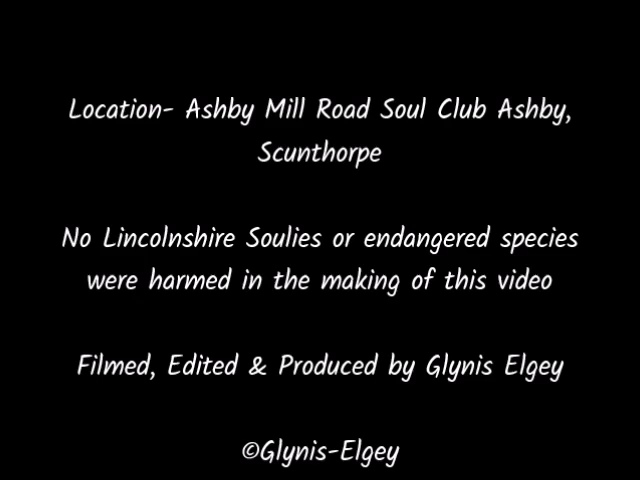 Location- Ashby Mill Road Soul Club Ashby,
Scunthorpe
No Lincolnshire Soulies or endangered species
were harmed in the making of this video
Filmed, Edited & Produced by Glynis Elgey
©Glynis-Elgey